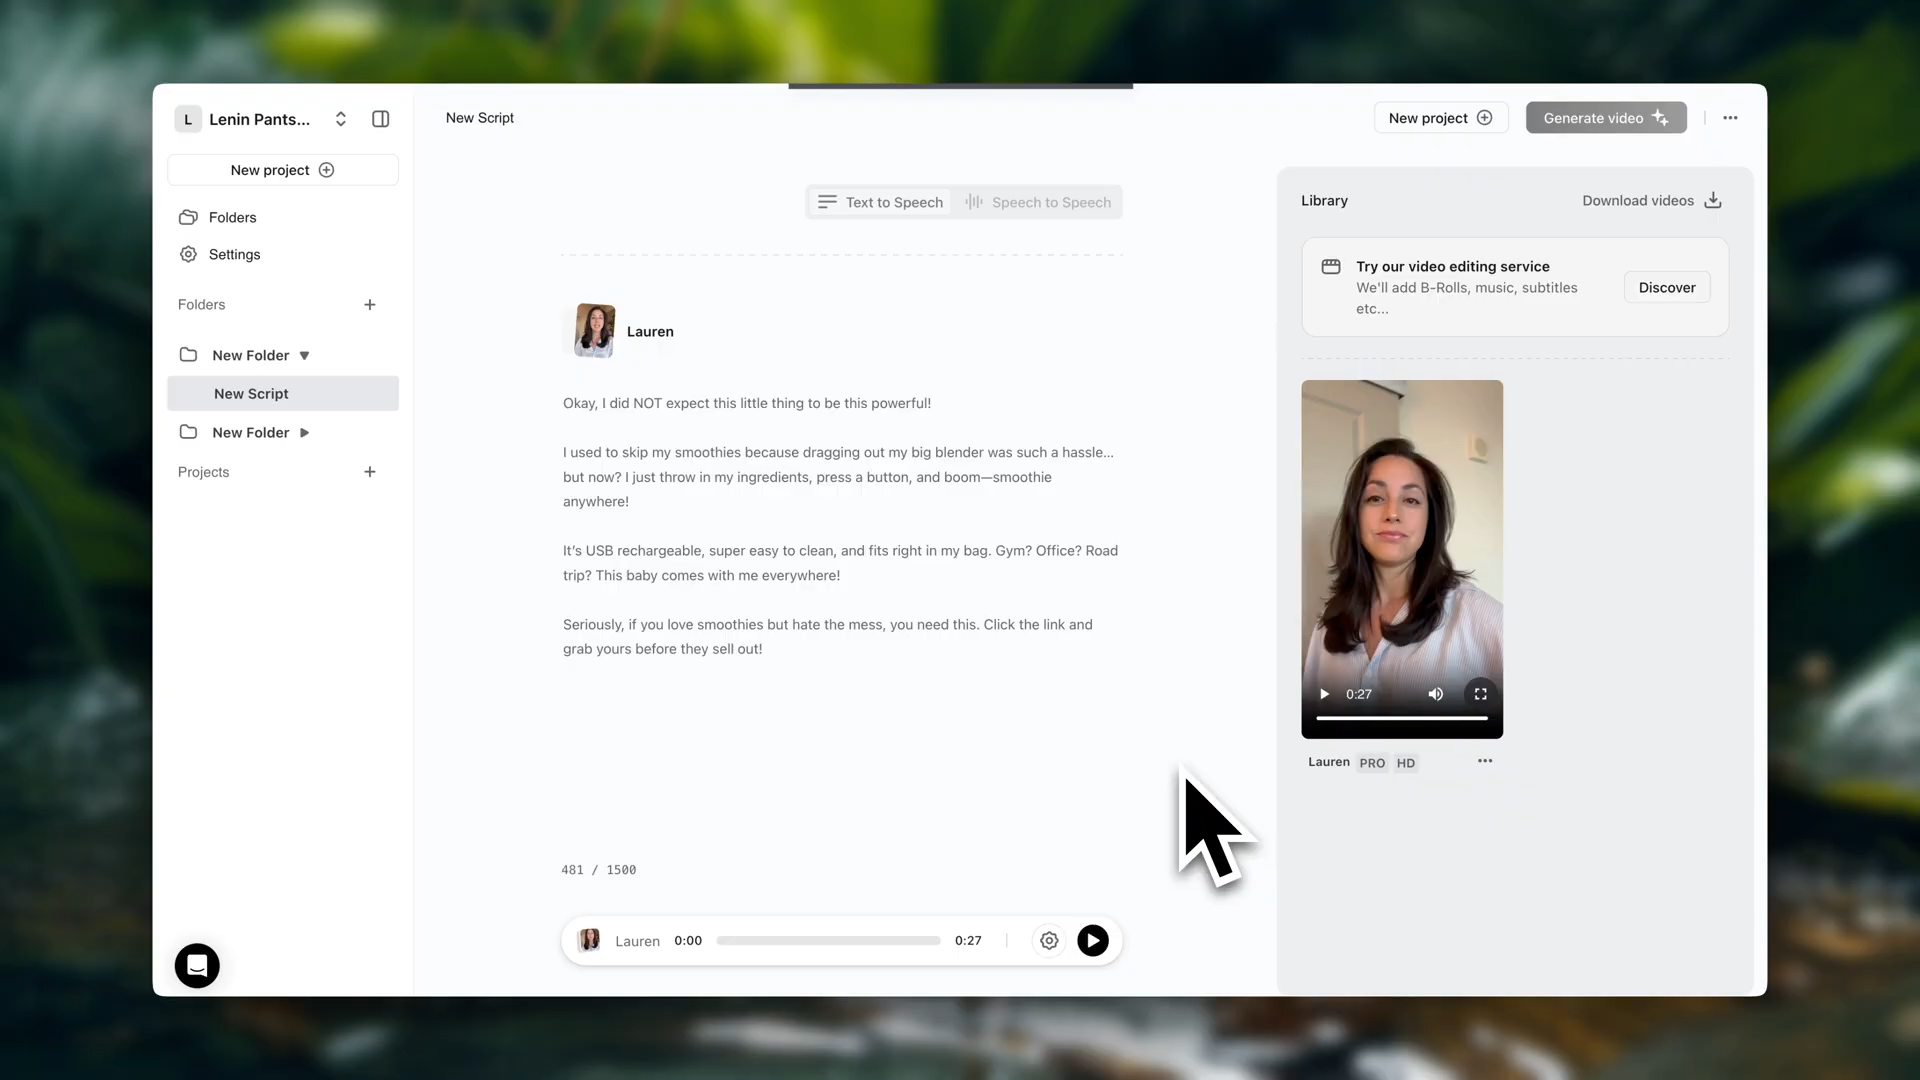 L Lenin Pants...
New project
Folders
Settings
Folders
New Folder
New Script
New Folder
Projects
New Script
New project
Generate video
Text to Speech
Speech to Speech
Lauren
Okay, I did NOT expect this little thing to be this powerful!
I used to skip my smoothies because dragging out my big blender was such a hassle...
but now? I just throw in my ingredients, press a button, and boom—smoothie
anywhere!
It's USB rechargeable, super easy to clean, and fits right in my bag. Gym? Office? Road
trip? This baby comes with me everywhere!
Seriously, if you love smoothies but hate the mess, you need this. Click the link and
grab yours before they sell out!
481 / 1500
Lauren 0:00 0:27
Library
Download videos
Try our video editing service
We'll add B-Rolls, music, subtitles
etc...
Discover
0:27
Lauren PRO HD